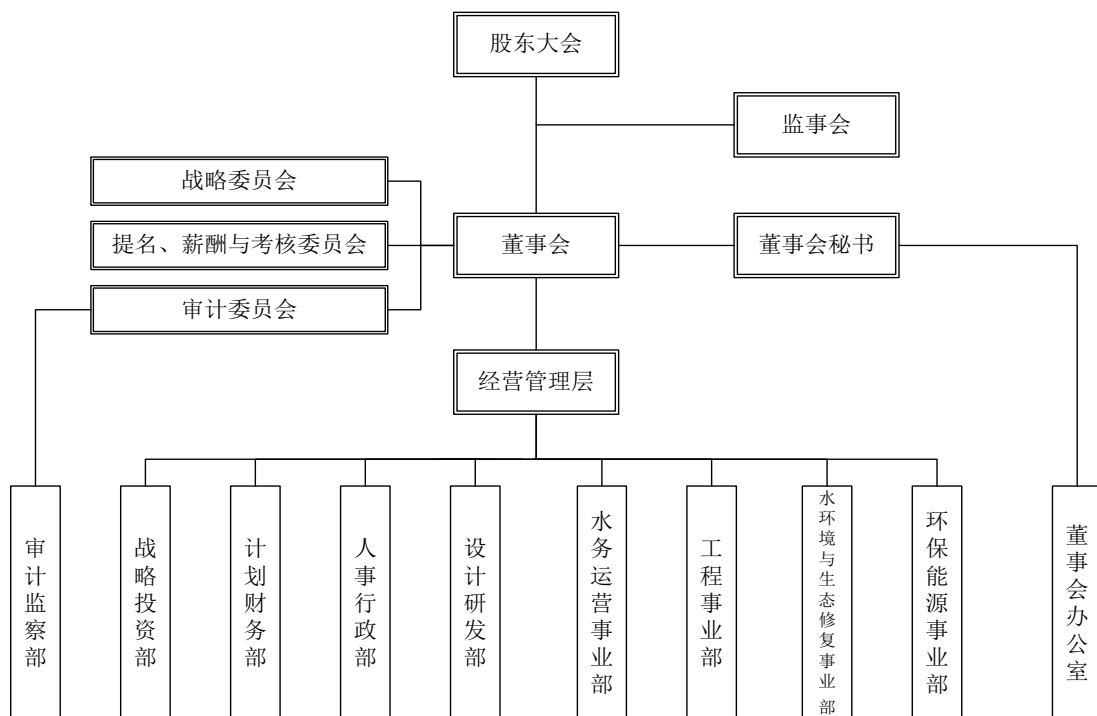 股东大会
监事会
战略委员会
提名、薪酬与考核委员会
董事会
董事会秘书
审计委员会
经营管理层
审计监察部
战略投资部
计划财务部
人事行政部
设计研发部
水务运营事业部
工程事业部
水环境与生态修复事业部
环保能源事业部
董事会办公室